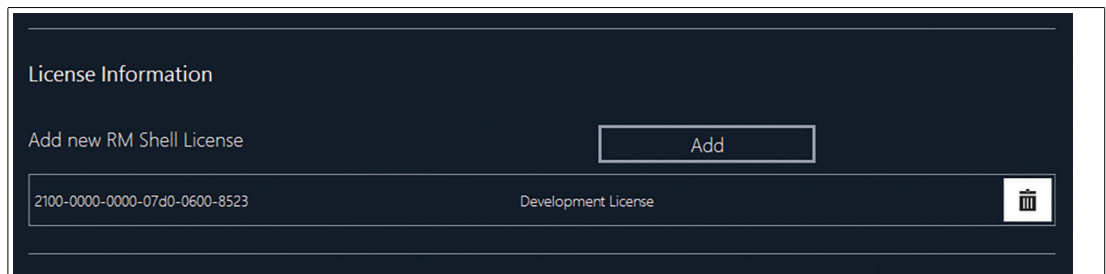 License Information
Add new RM Shell License
Add
2100-0000-0000-07d0-0600-8523
Development License